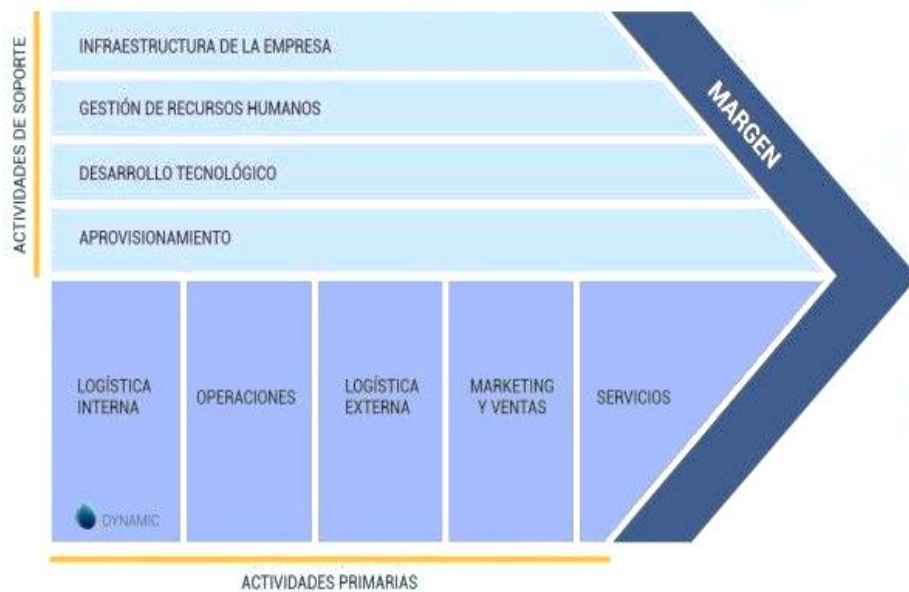 ACTIVIDADES DE SOPORTE
INFRAESTRUCTURA DE LA EMPRESA
GESTIÓN DE RECURSOS HUMANOS
DESARROLLO TECNOLÓGICO
APROVISIONAMIENTO
MARGEN
LOGÍSTICA
INTERNA
OPERACIONES
LOGÍSTICA
EXTERNA
MARKETING
Y VENTAS
SERVICIOS
DYNAMIC
ACTIVIDADES PRIMARIAS